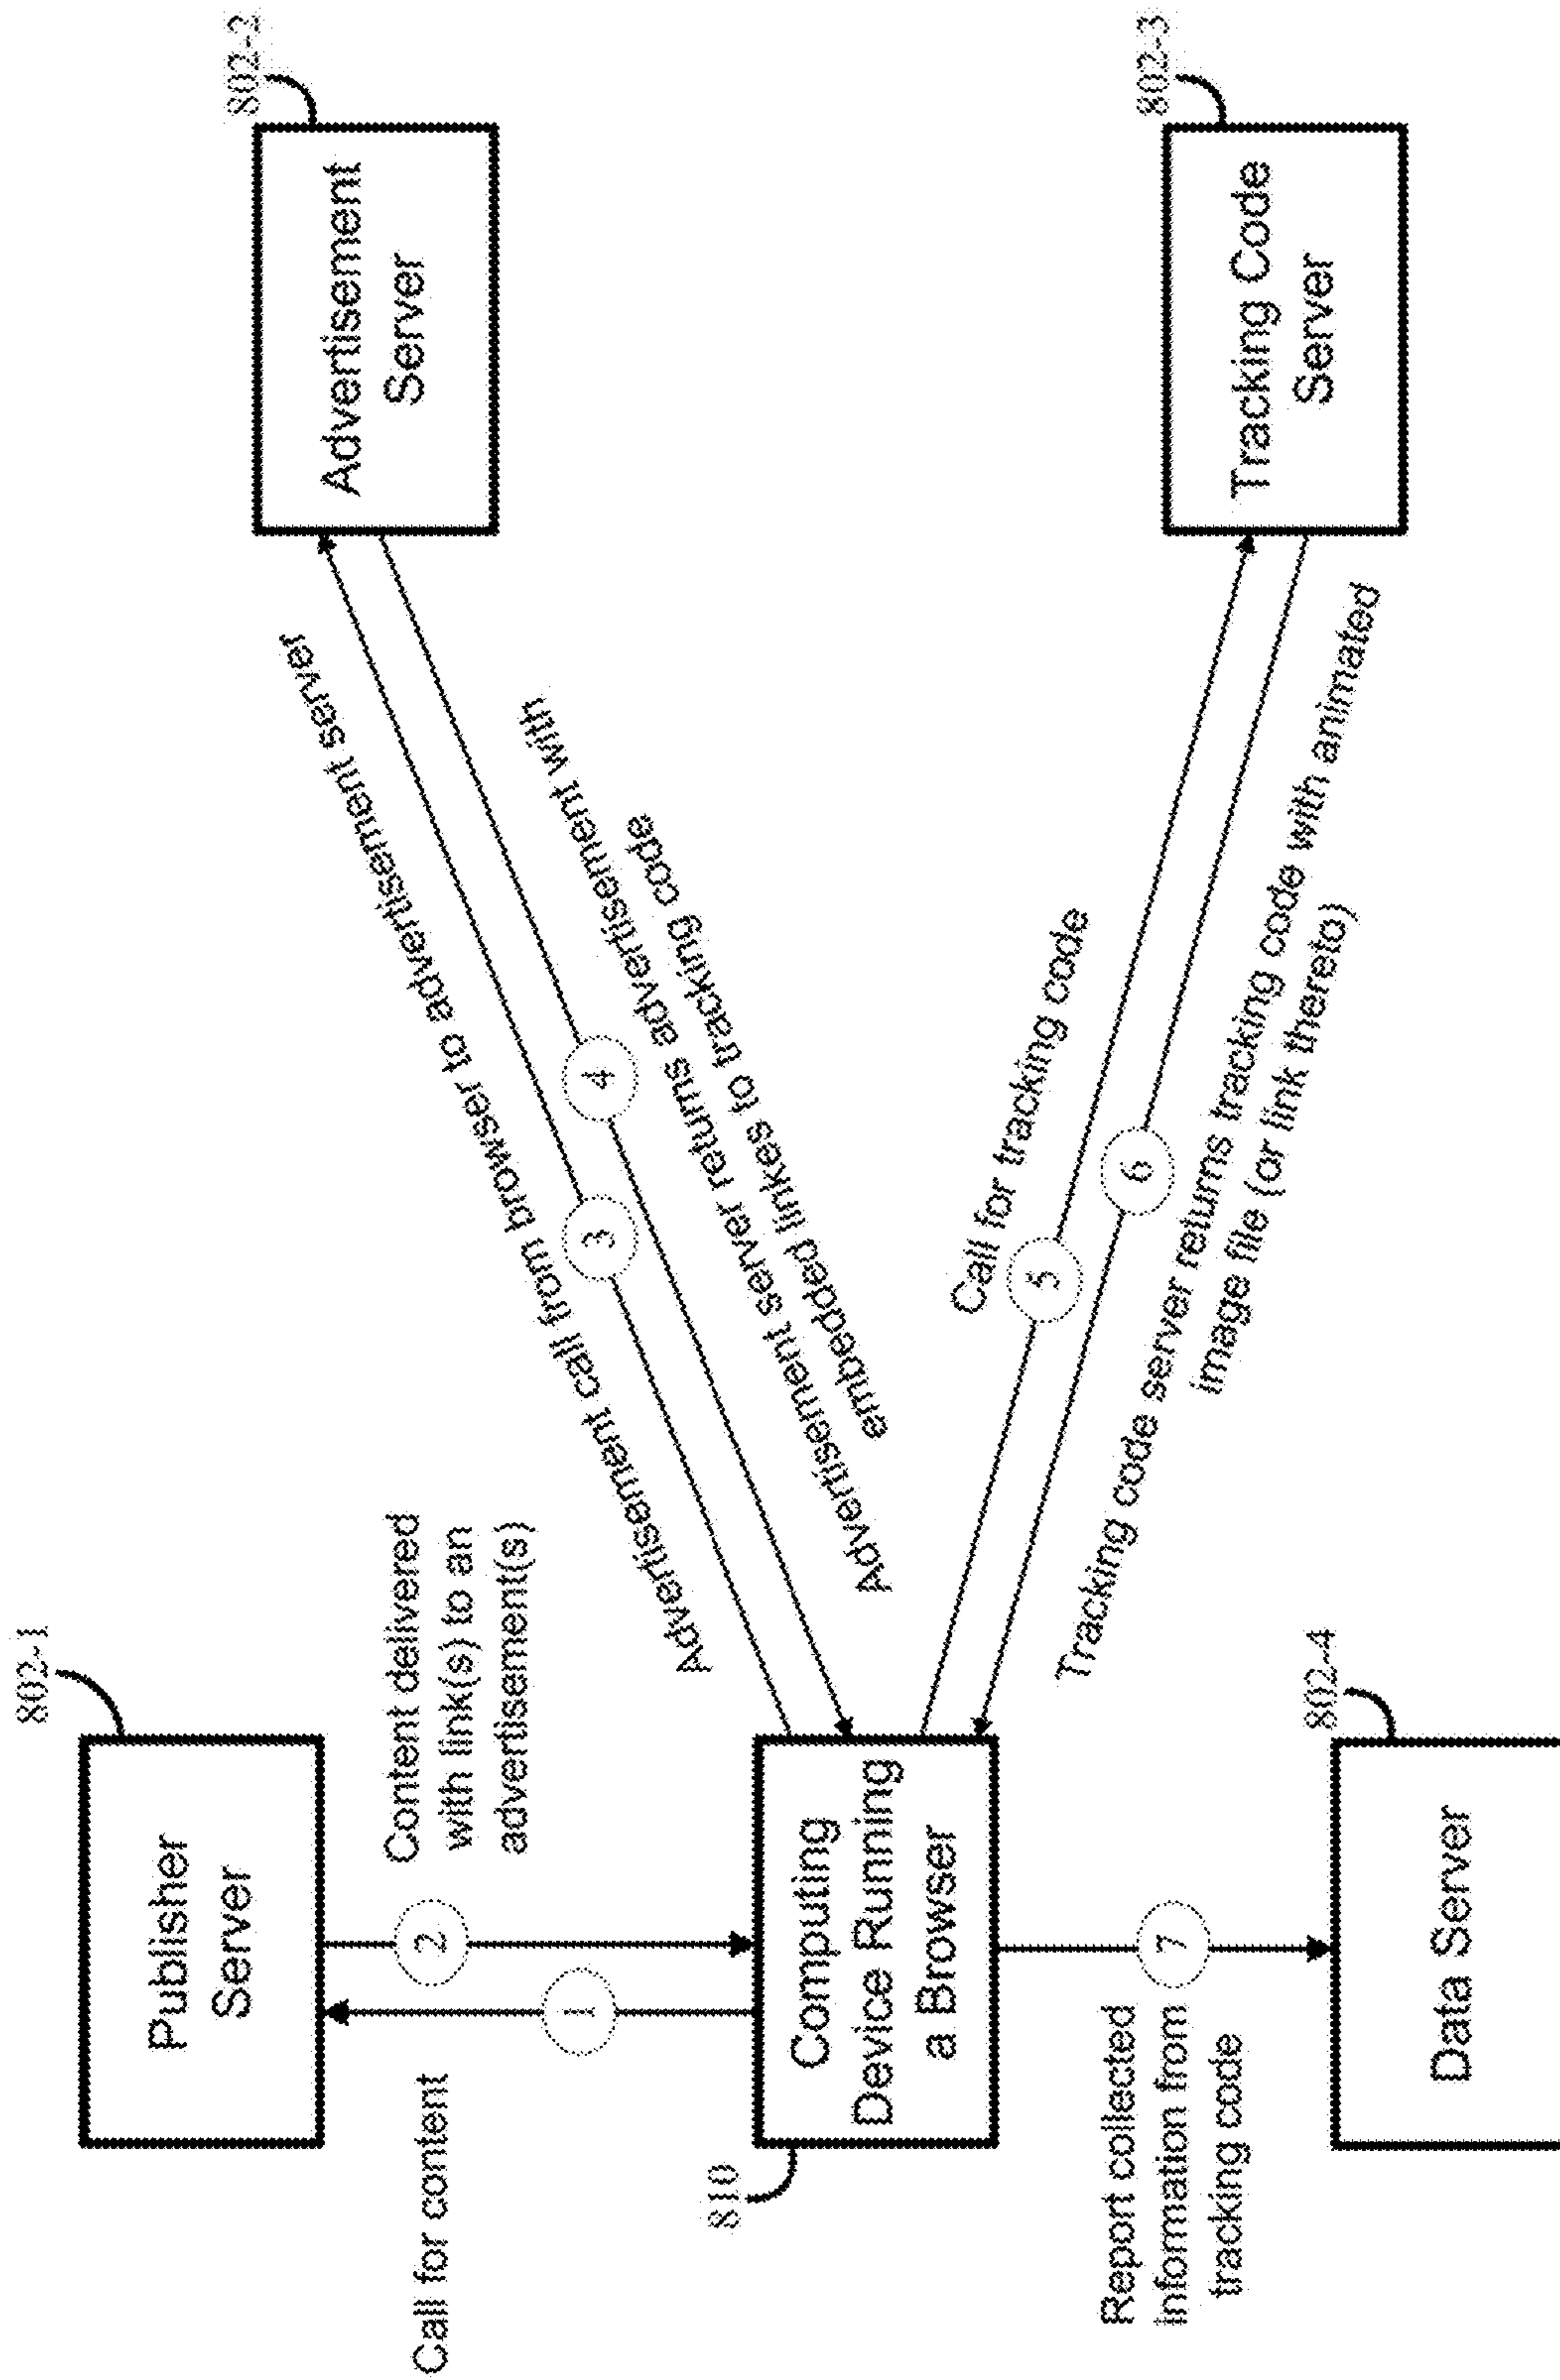 802-1
Publisher
Server
Call for content
1
2
Content delivered
with link(s) to an
advertisement(s)
802-2
Advertisement
Server
Advertisement call from browser to advertisement server
3
4
Advertisement server returns advertisement with
embedded linkes to tracking code
810
Computing
Device Running
a Browser
Call for tracking code
5
6
Tracking code server returns tracking code with animated
image file (or link thereto)
802-3
Tracking Code
Server
Report collected
information from
tracking code
7
802-4
Data Server